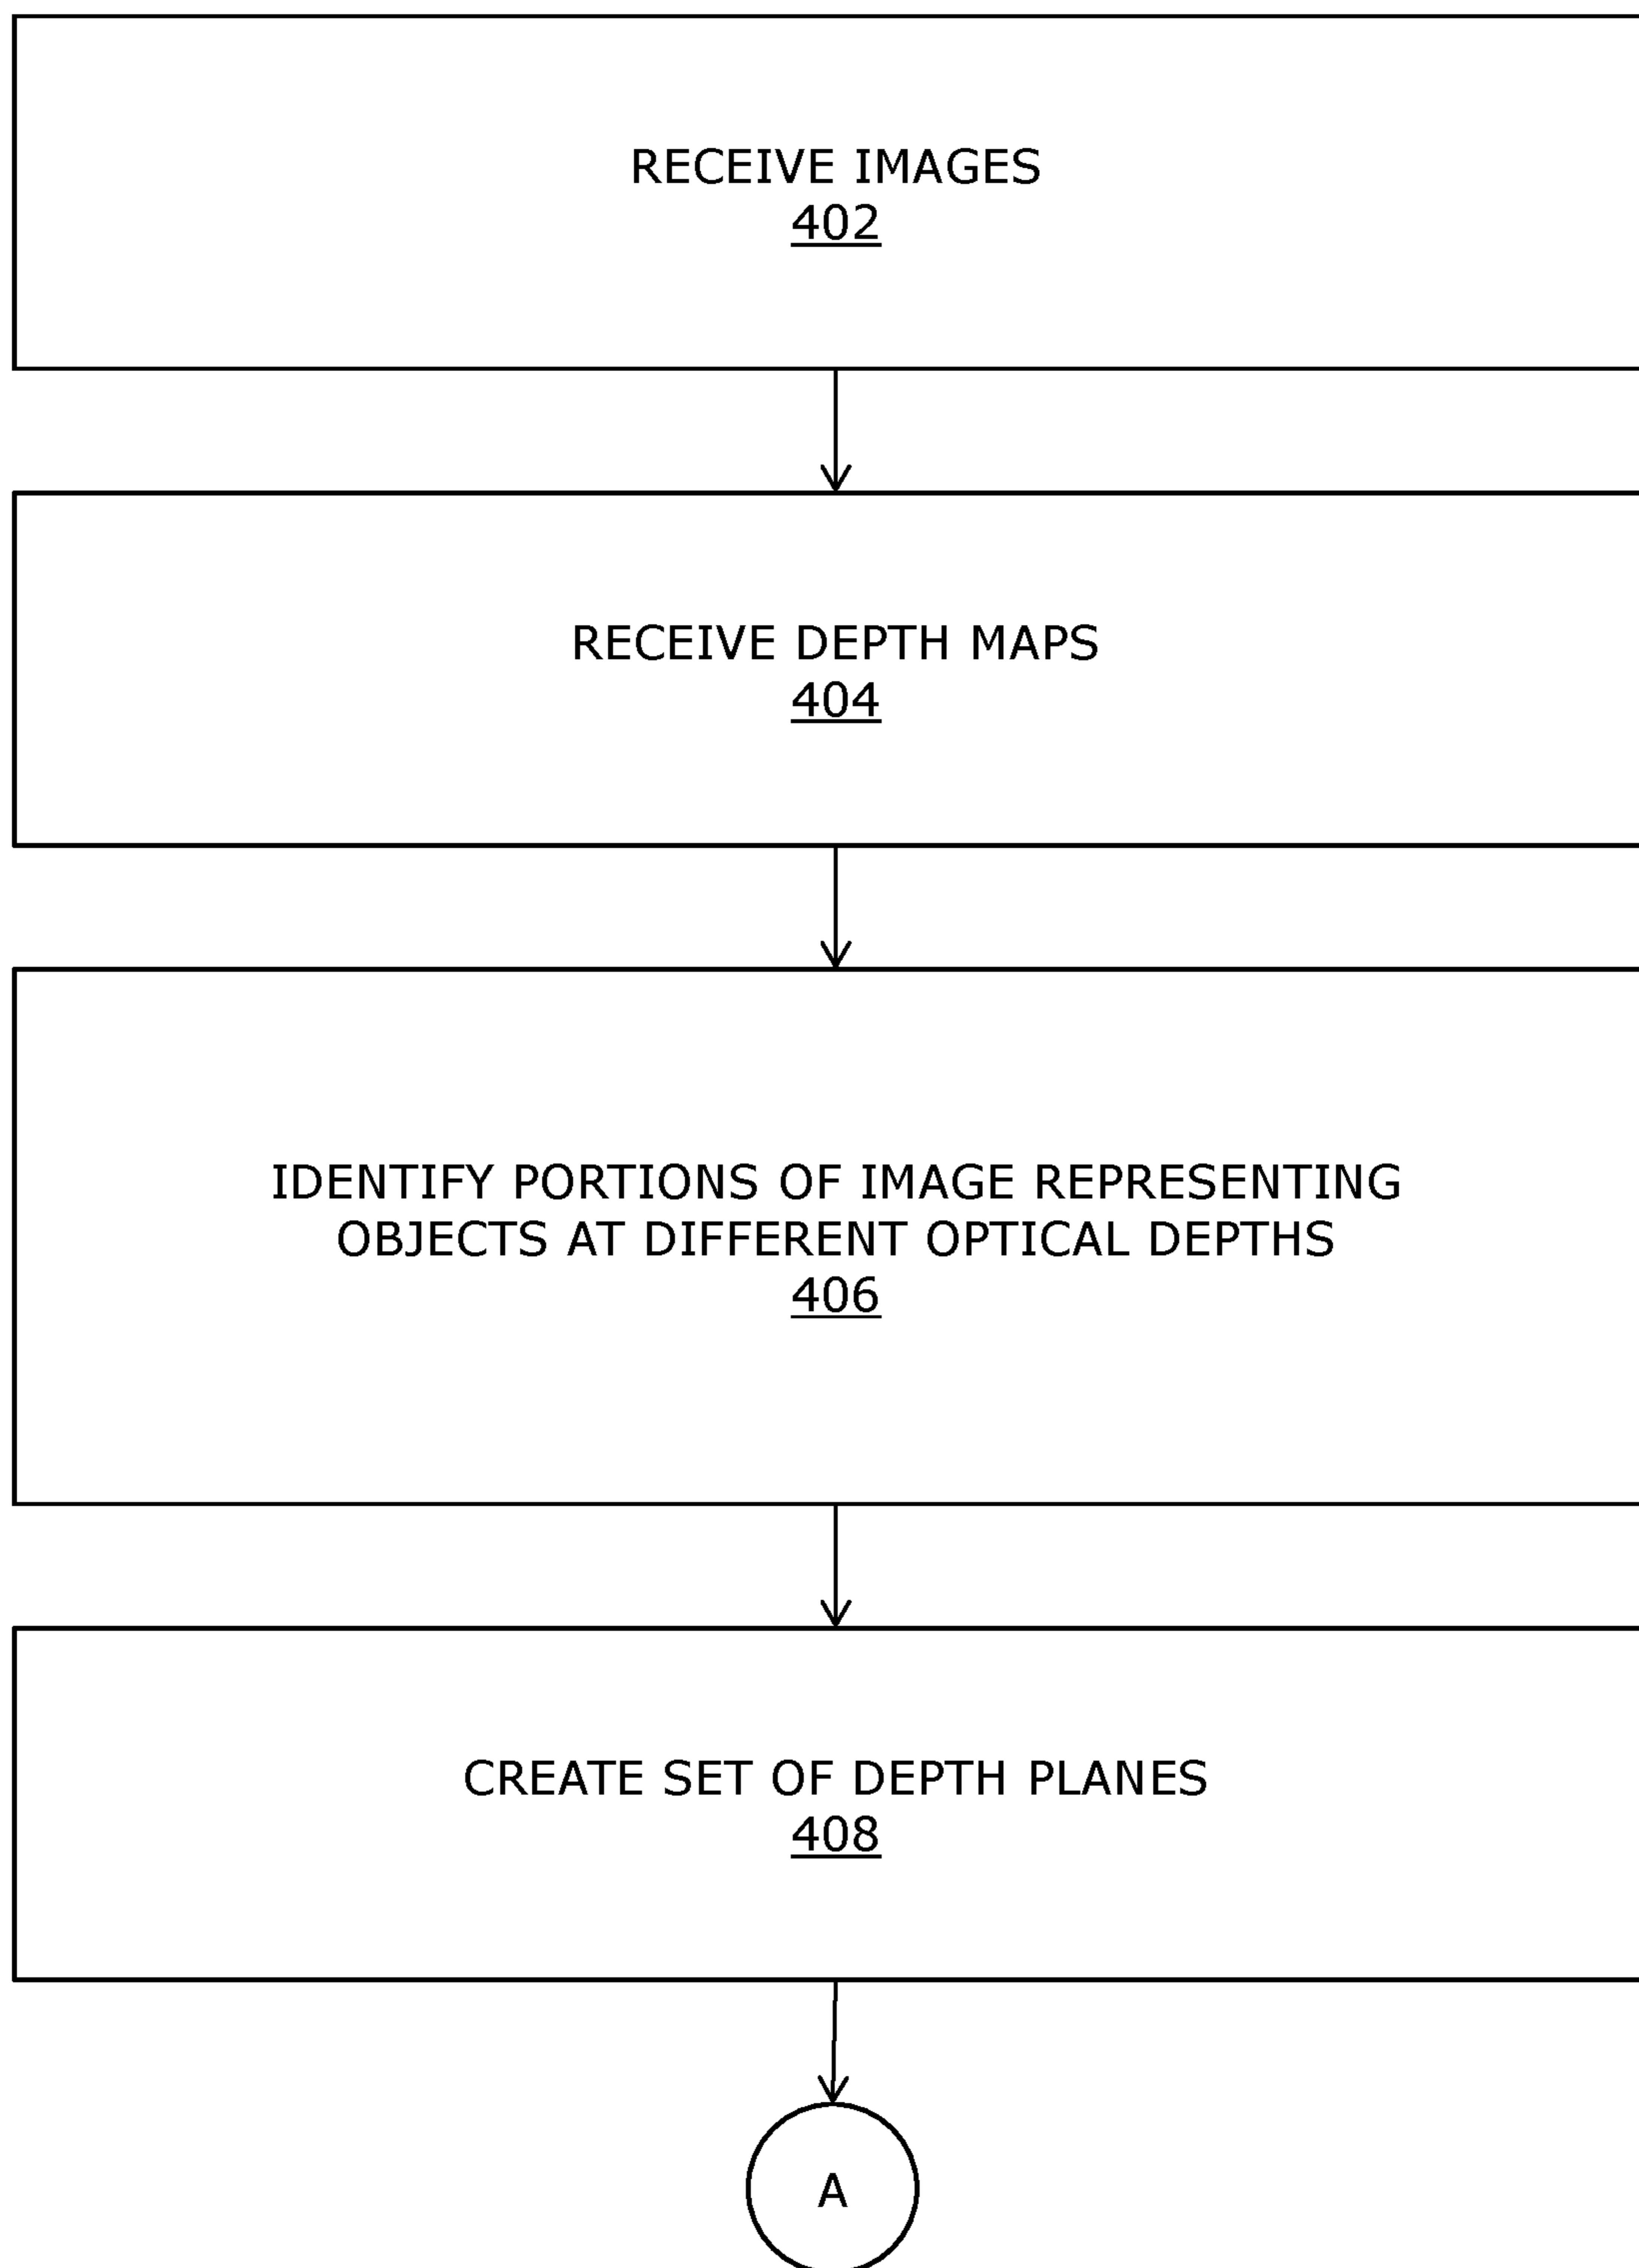 RECEIVE IMAGES
402
RECEIVE DEPTH MAPS
404
IDENTIFY PORTIONS OF IMAGE REPRESENTING
OBJECTS AT DIFFERENT OPTICAL DEPTHS
406
CREATE SET OF DEPTH PLANES
408
A